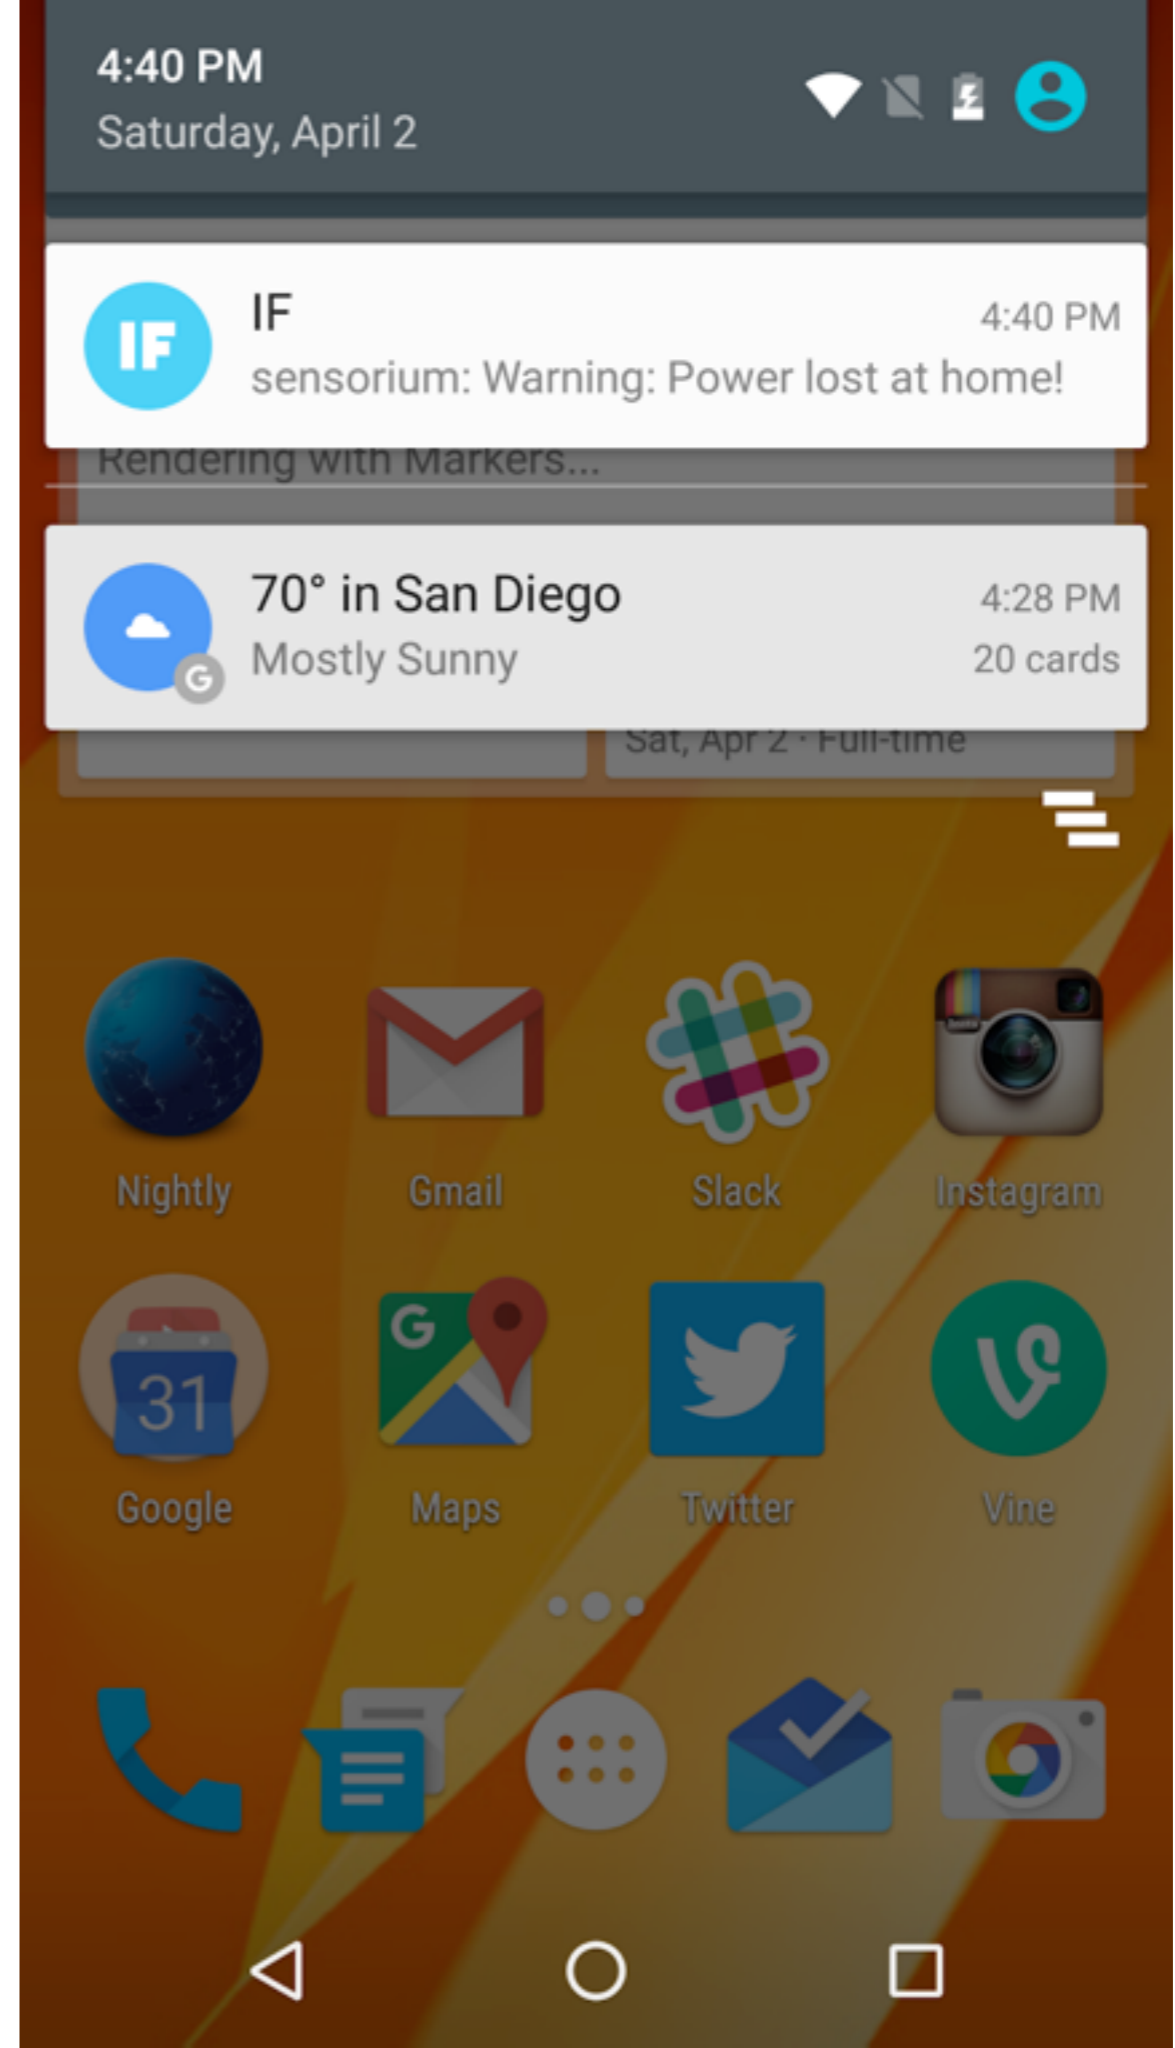 4:40 PM
Saturday, April 2
IF
IF
4:40 PM
sensorium: Warning: Power lost at home!
Rendering with Markers...
70° in San Diego
4:28 PM
G
Mostly Sunny
20 cards
Sat, Apr 2 · Full-time
Nightly
Gmail
Slack
Instagram
31
G
Google
Maps
Twitter
Vine